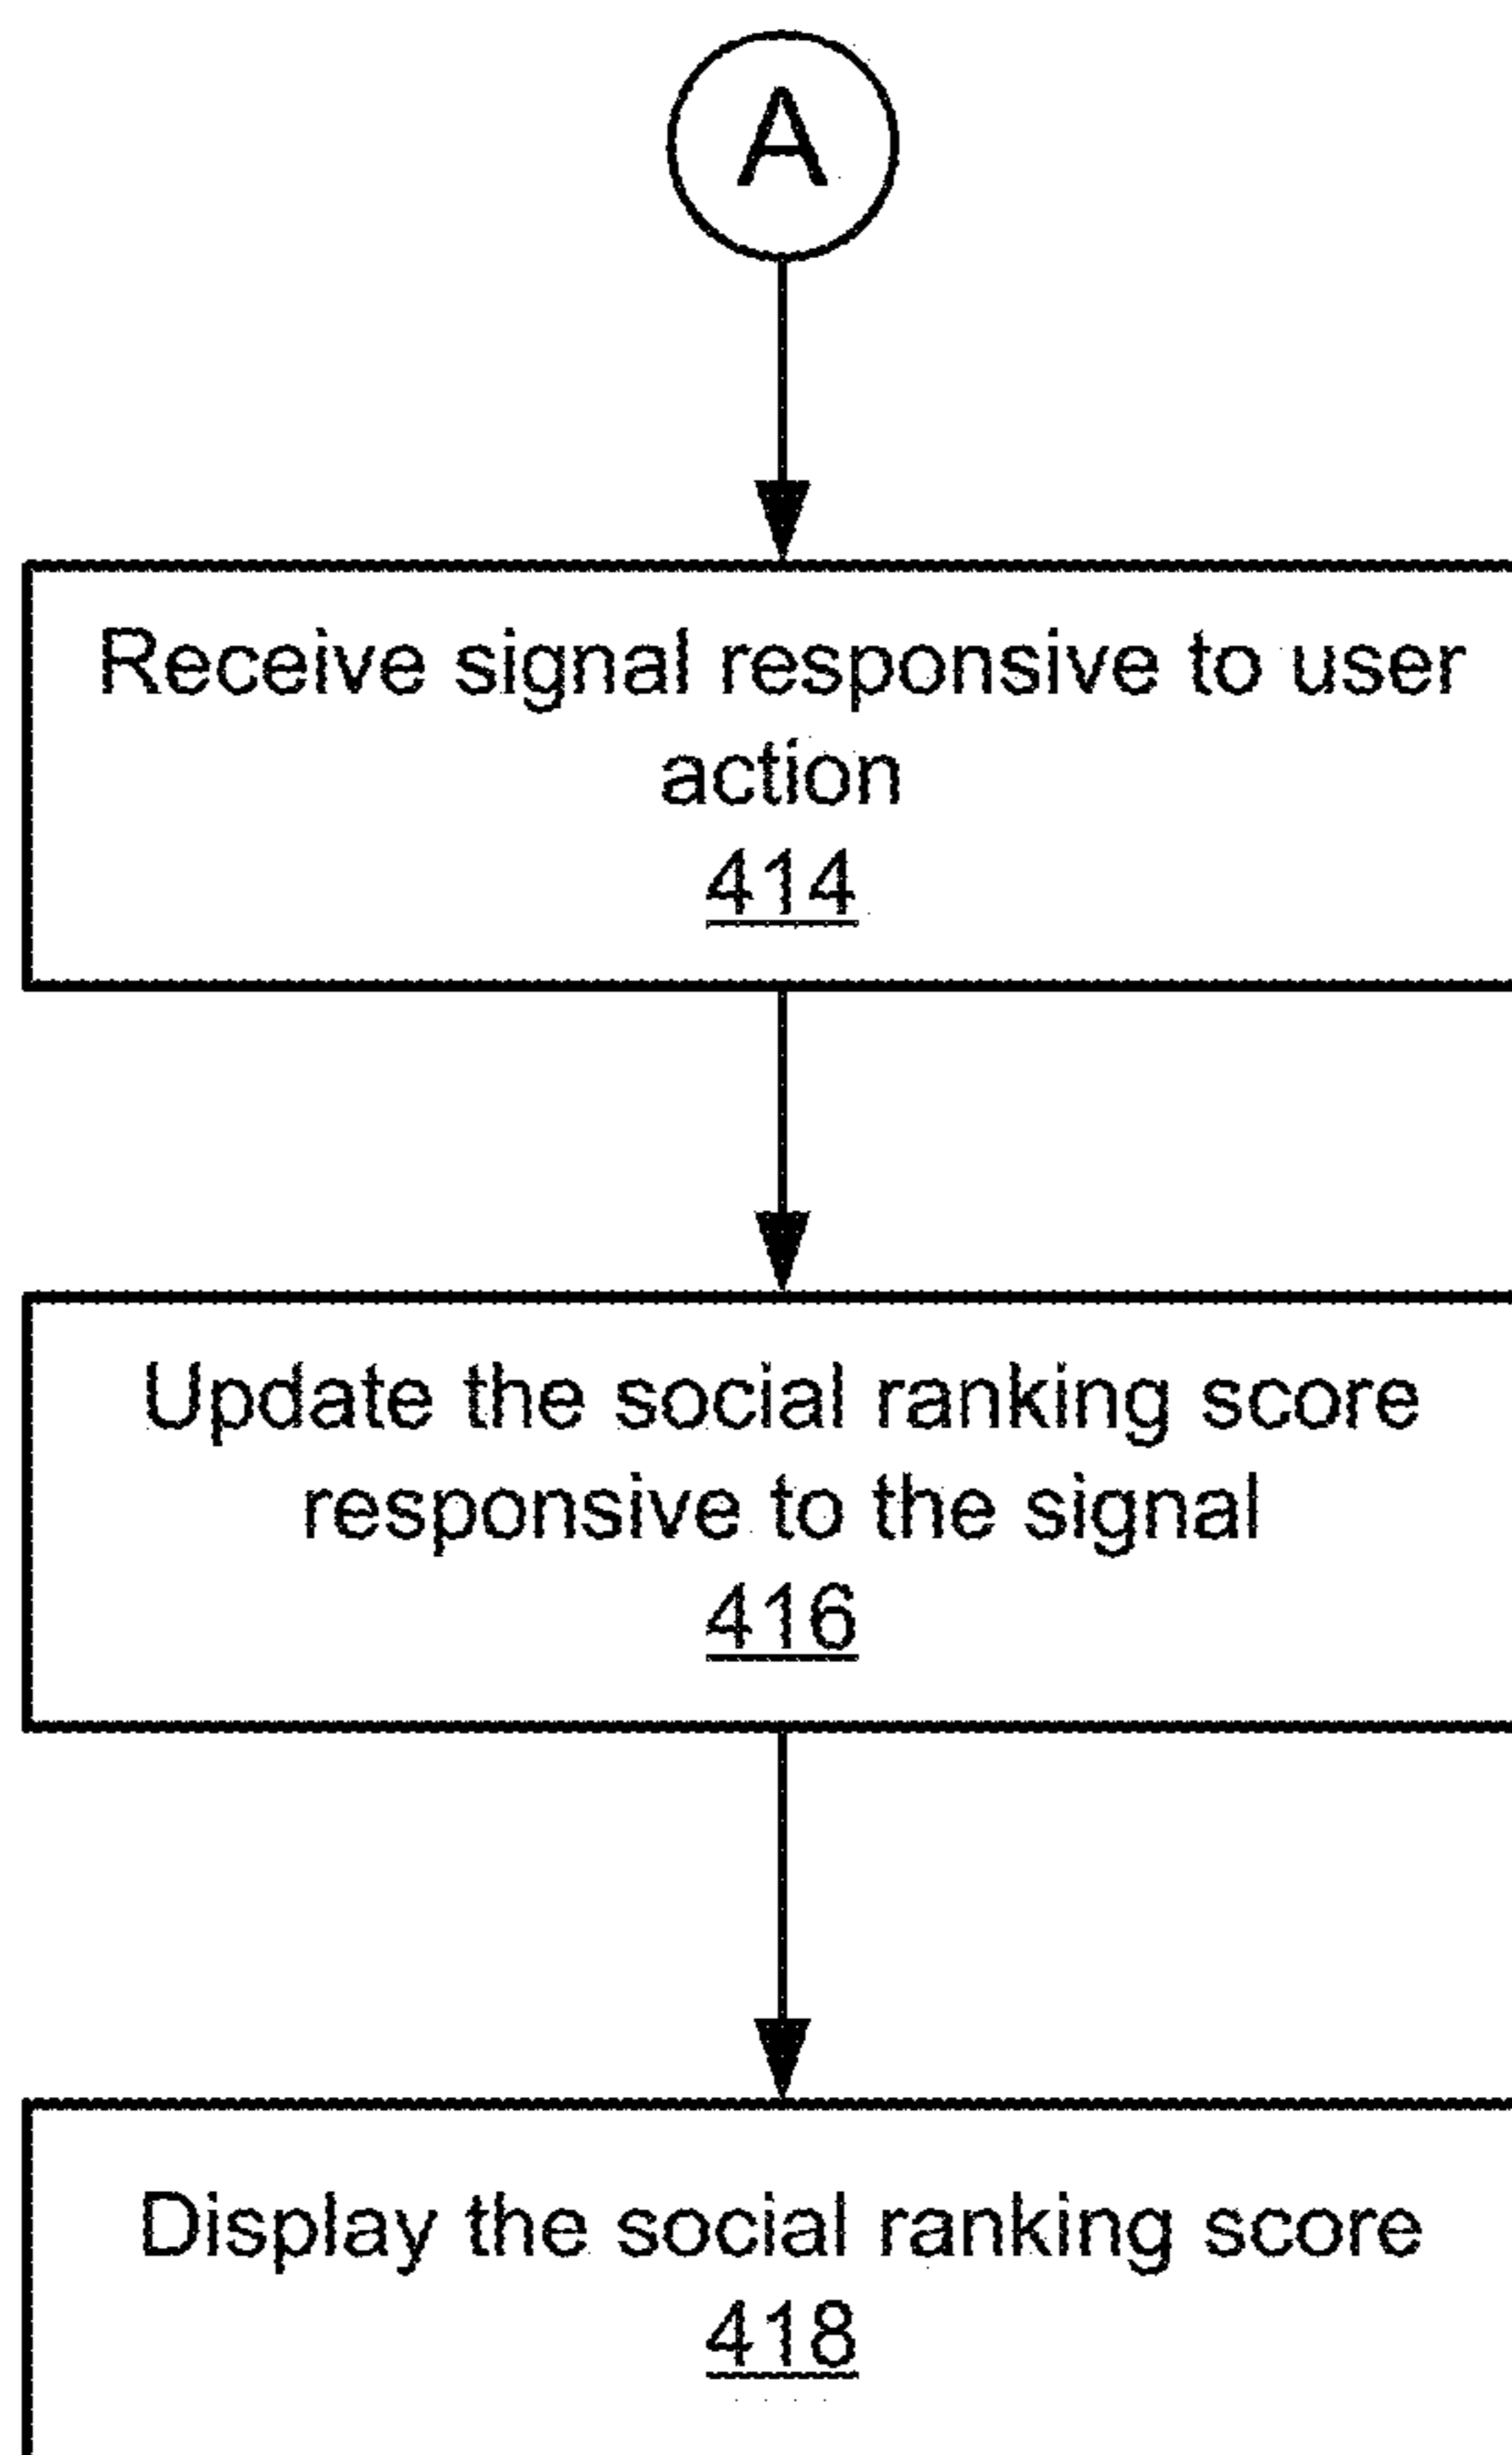 A
Receive signal responsive to user
action
414
Update the social ranking score
responsive to the signal
416
Display the social ranking score
418